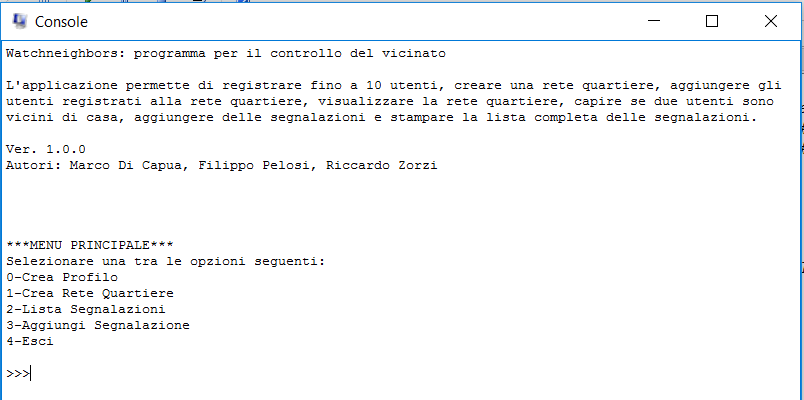 Console
Watchneighbors: programma per il controllo del vicinato
L'applicazione permette di registrare fino a 10 utenti, creare una rete quartiere, aggiungere gli
utenti registrati alla rete quartiere, visualizzare la rete quartiere, capire se due utenti sono
vicini di casa, aggiungere delle segnalazioni e stampare la lista completa delle segnalazioni.
Ver. 1.0.0
Autori: Marco Di Capua, Filippo Pelosi, Riccardo Zorzi
***MENU PRINCIPALE***
Selezionare una tra le opzioni seguenti:
0-Crea Profilo
1-Crea Rete Quartiere
2-Lista Segnalazioni
3-Aggiungi Segnalazione
4-Esci
>>>